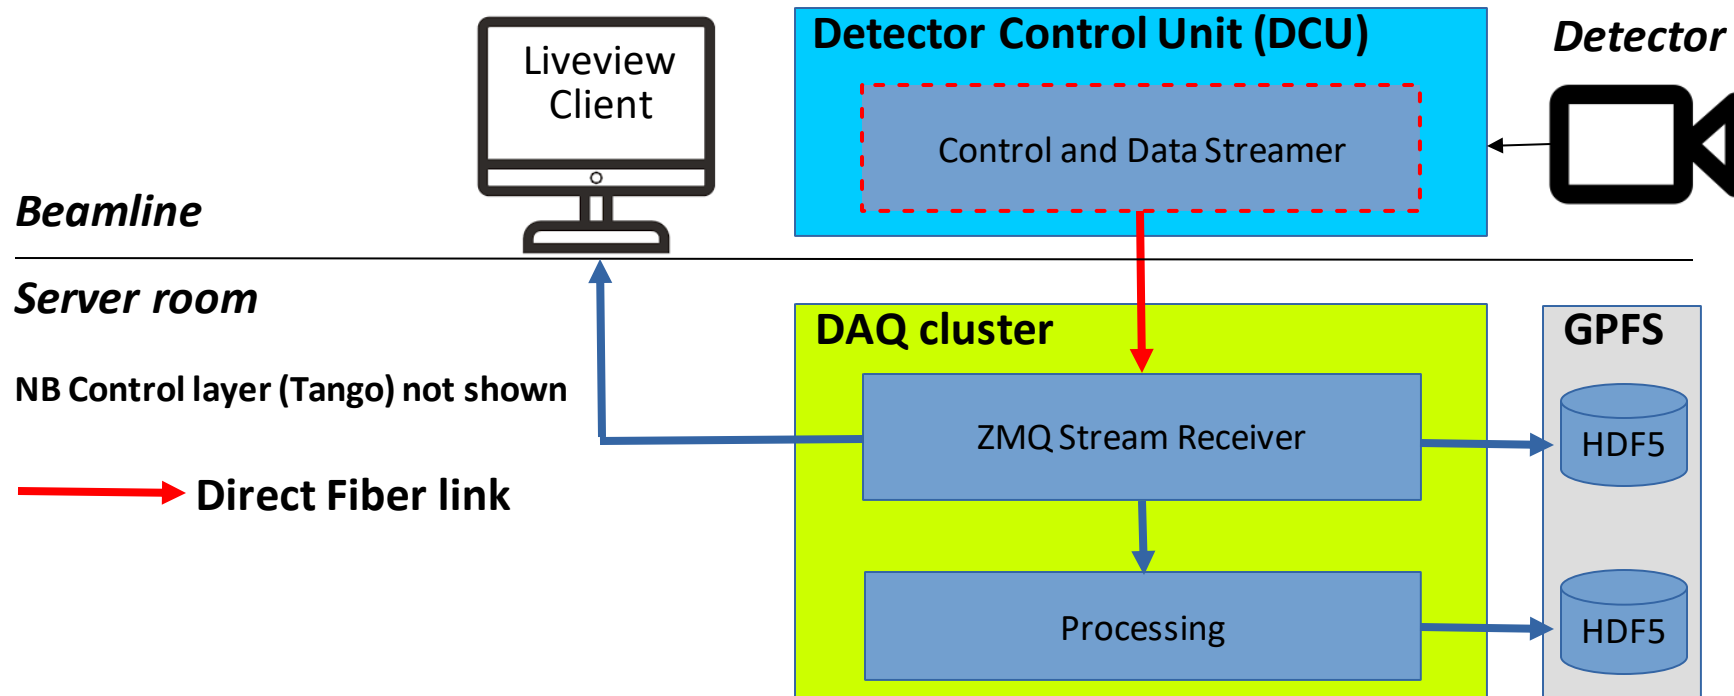 Liveview
Client
Detector Control Unit (DCU)
Detector
Control and Data Streamer
Beamline
Server room
DAQ cluster
GPFS
NB Control layer (Tango) not shown
ZMQ Stream Receiver
HDF5
Direct Fiber link
Processing
HDF5